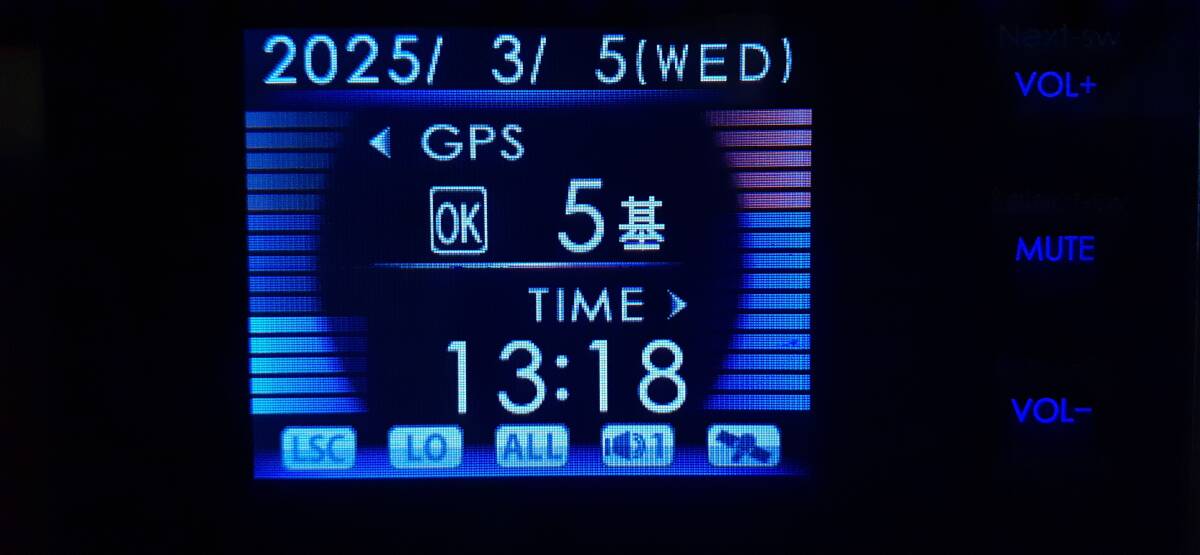 2025/ 3/ 5(WED)
GPS
OK 5基
TIME
13:18
LSC LO ALL 1
VOL+
MUTE
VOL−